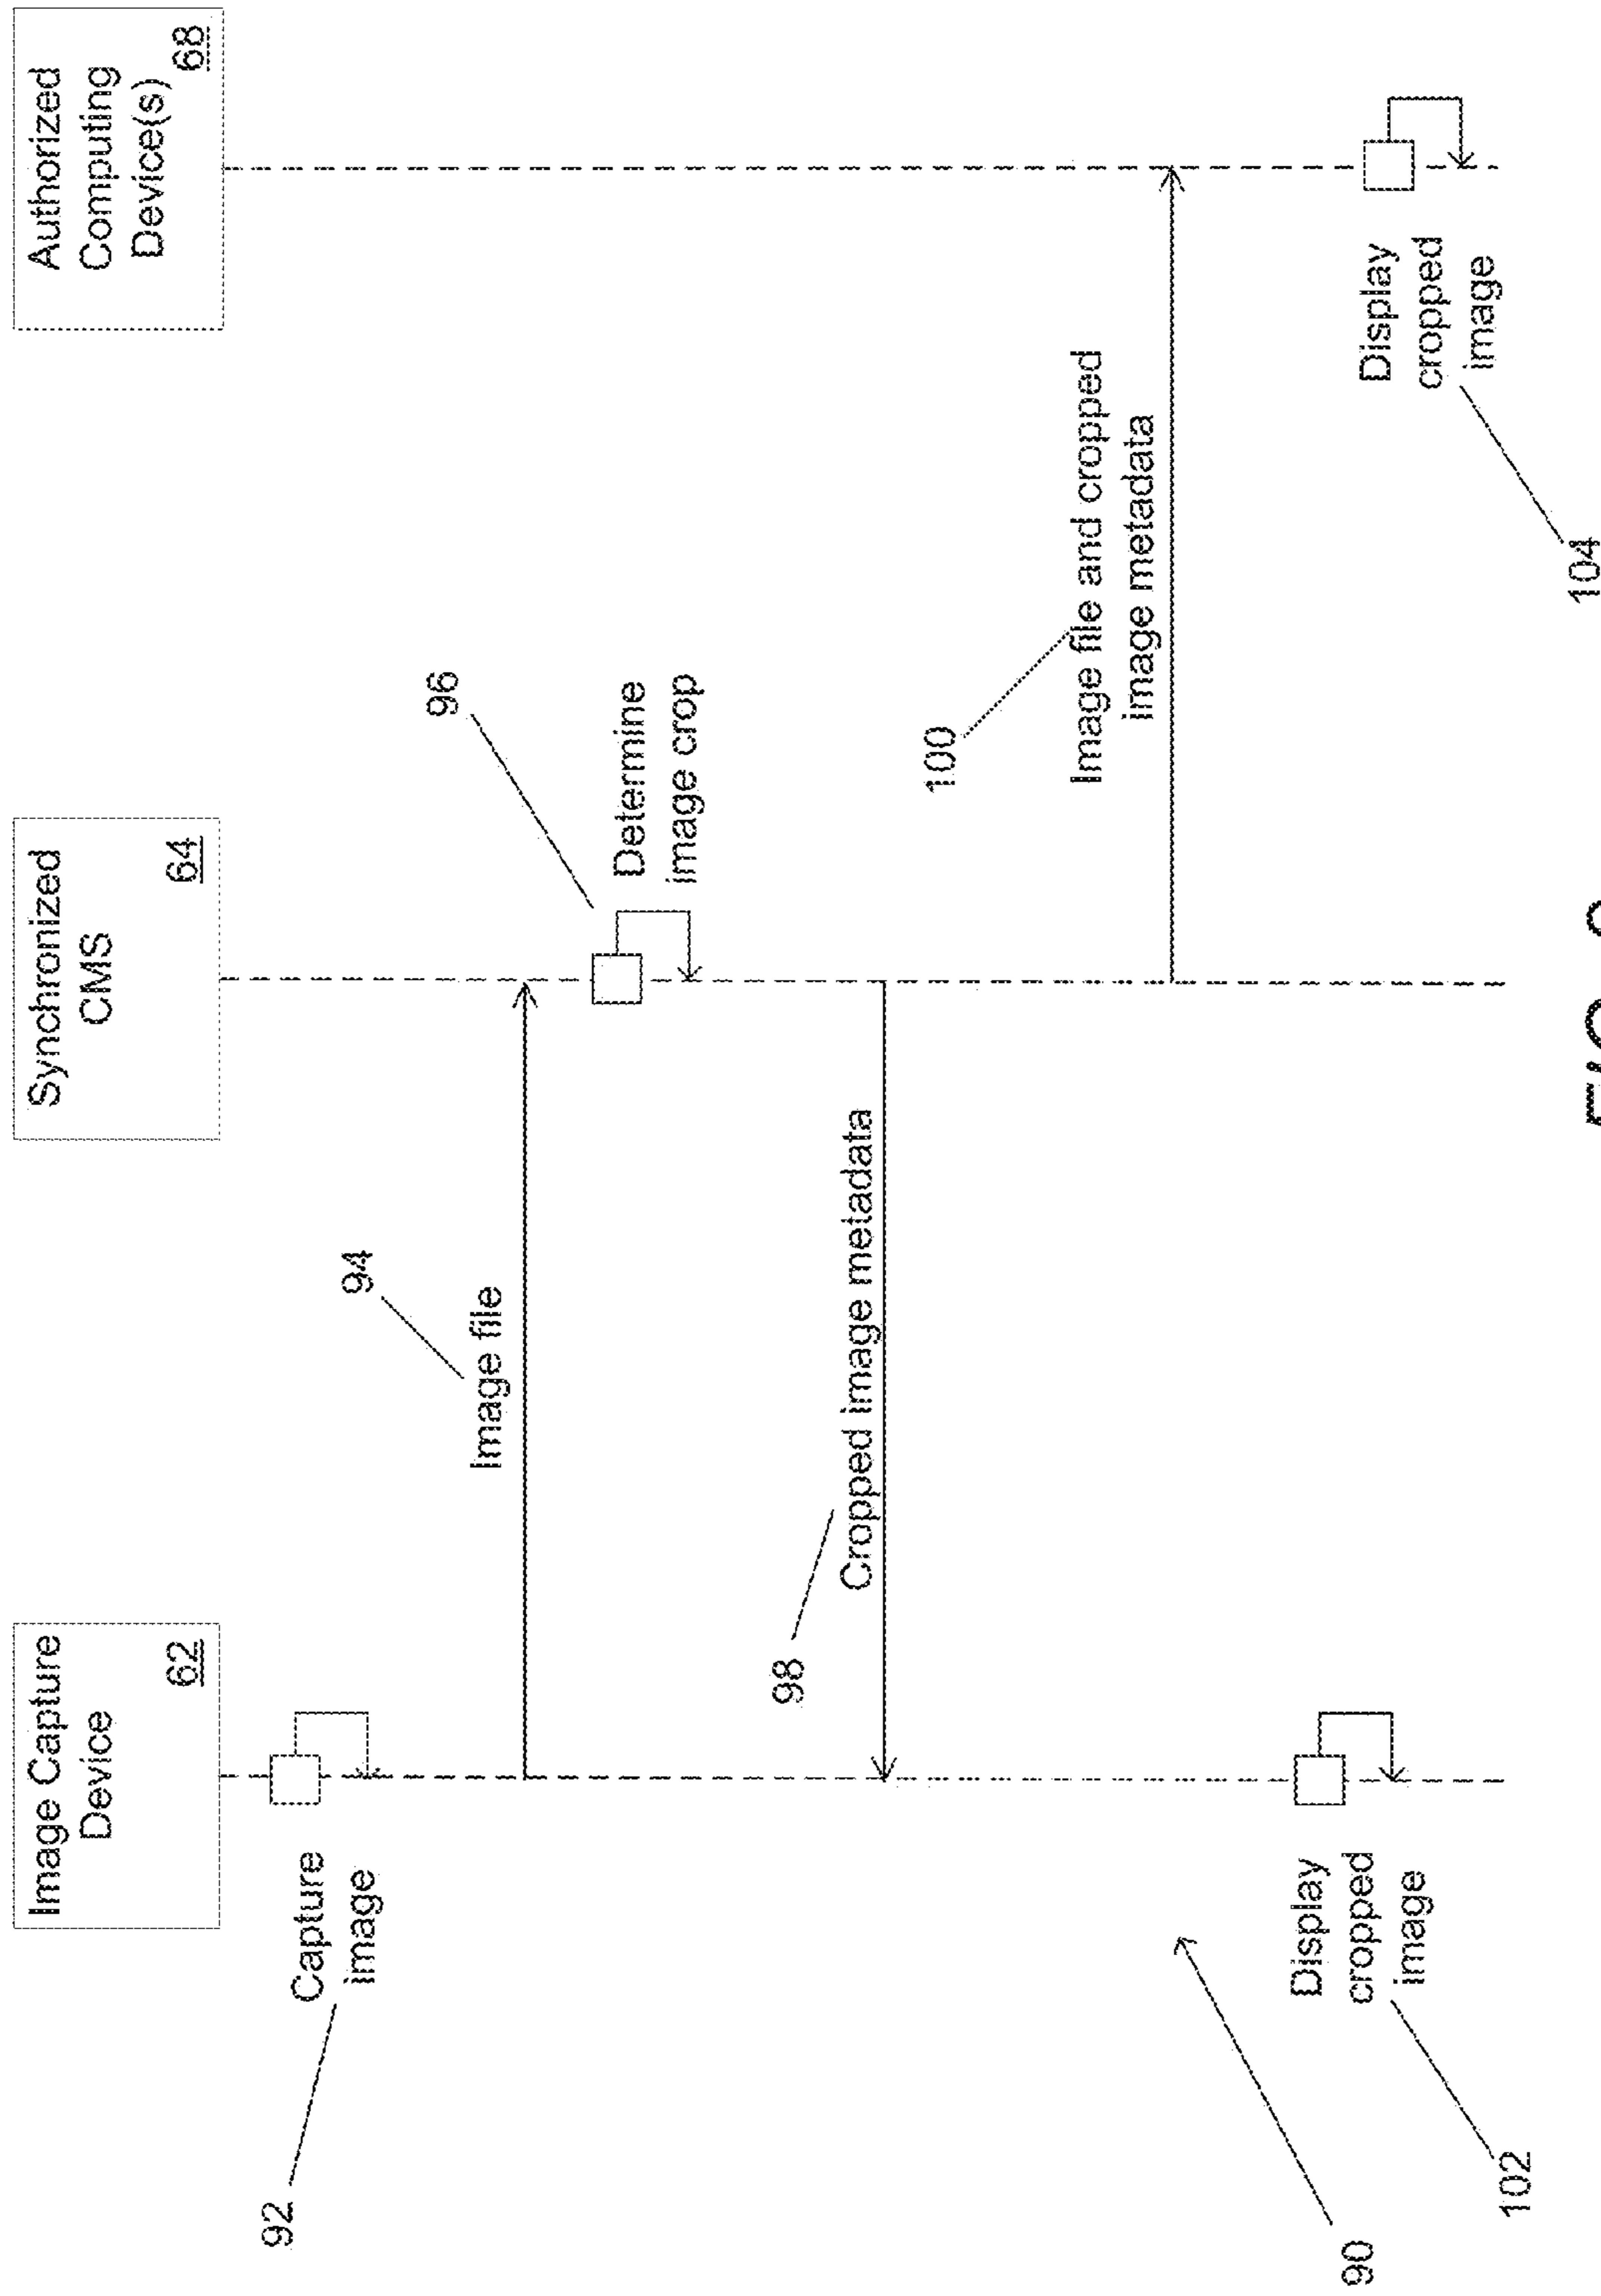 Image Capture
Device
62
Synchronized
CMS
64
Authorized
Computing
Device(s)
68
92
Capture
image
94
Image file
96
Determine
image crop
98
Cropped image metadata
100
Image file and cropped
image metadata
90
102
Display
cropped
image
104
Display
cropped
image